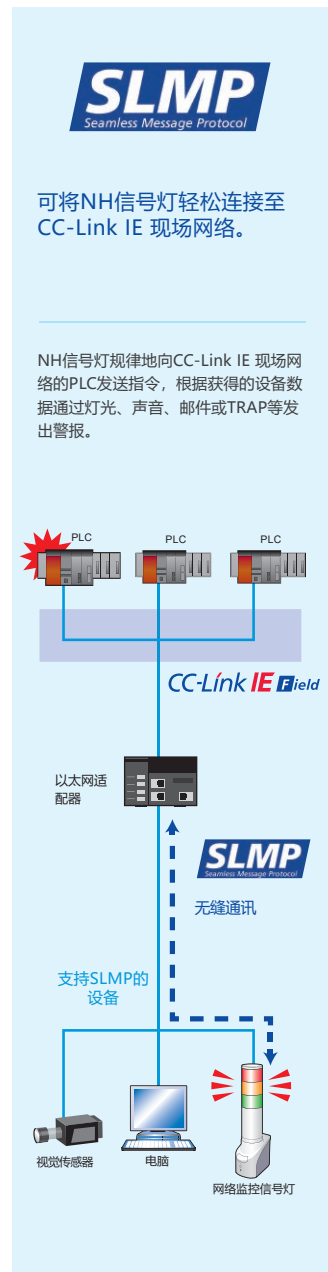 SLMP
Seamless Message Protocol
可将NH信号灯轻松连接至
CC-Link IE 现场网络。
NH信号灯规律地向CC-Link IE 现场网
络的PLC发送指令，根据获得的设备数
据通过灯光、声音、邮件或TRAP等发
出警报。
PLC
PLC
PLC
CC-Link IE Field
以太网适
配器
SLMP
Seamless Message Protocol
无缝通讯
支持SLMP的
设备
视觉传感器
电脑
网络监控信号灯